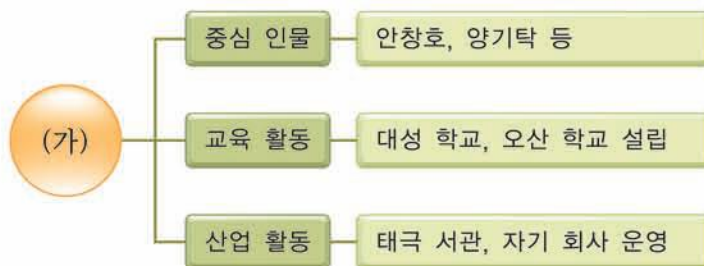 (가)
중심 인물
안창호, 양기탁 등
교육 활동
대성 학교, 오산 학교 설립
산업 활동
태극 서관, 자기 회사 운영